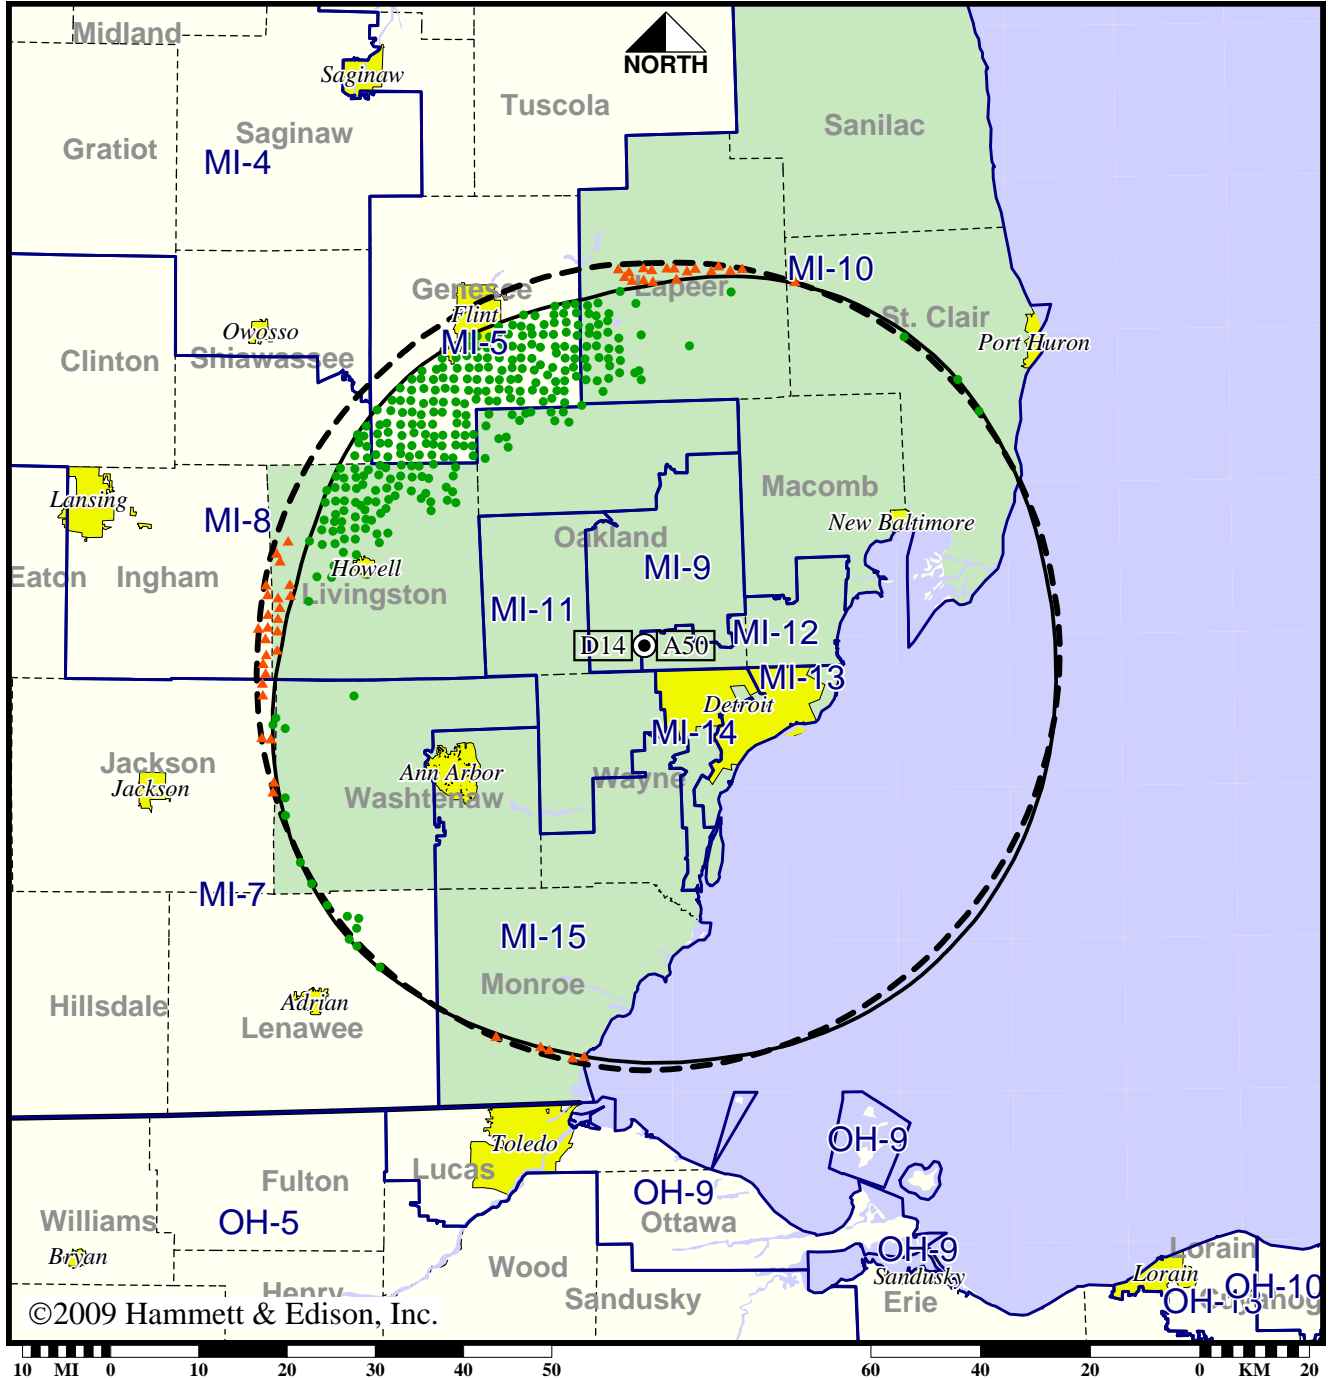 Midland
NORTH
Saginaw
Tuscola
Sanilac
Saginaw
Gratiot
MI-4
MI-10
Genesee
Lapeer
Flint
St. Clair
Owosso
MI-5
Port Huron
Clinton
Shiawassee
Macomb
Lansing
MI-8
New Baltimore
Oakland
Howell
MI-9
Eaton
Ingham
Livingston
MI-11
MI-12
D14
A50
MI-13
Detroit
MI-14
Jackson
Ann Arbor
Wayne
Jackson
Washtenaw
MI-7
MI-15
Monroe
Hillsdale
Adrian
Lenawee
Toledo
OH-9
Lucas
Fulton
OH-9
Williams
OH-5
Ottawa
Bryan
OH-9
Lorain
Wood
Sandusky
Lorain
Henry
Sandusky
Erie
OH-10
OH-13
Cuyahog
©2009 Hammett & Edison, Inc.
10 MI 0 10 20 30 40 50
60 40 20 0 KM 20